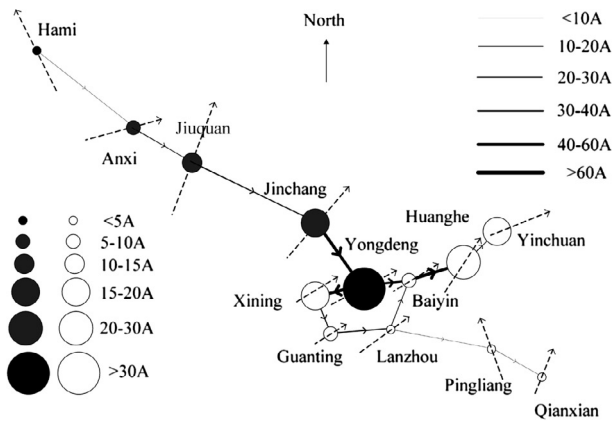 North
<10A
10-20A
20-30A
30-40A
40-60A
>60A
Hami
Anxi
Jiuquan
Jinchang
Yongdeng
Huanghe
Yinchuan
Xining
Baiyin
Guanting
Lanzhou
Pingliang
Qianxian
<5A
5-10A
10-15A
15-20A
20-30A
>30A